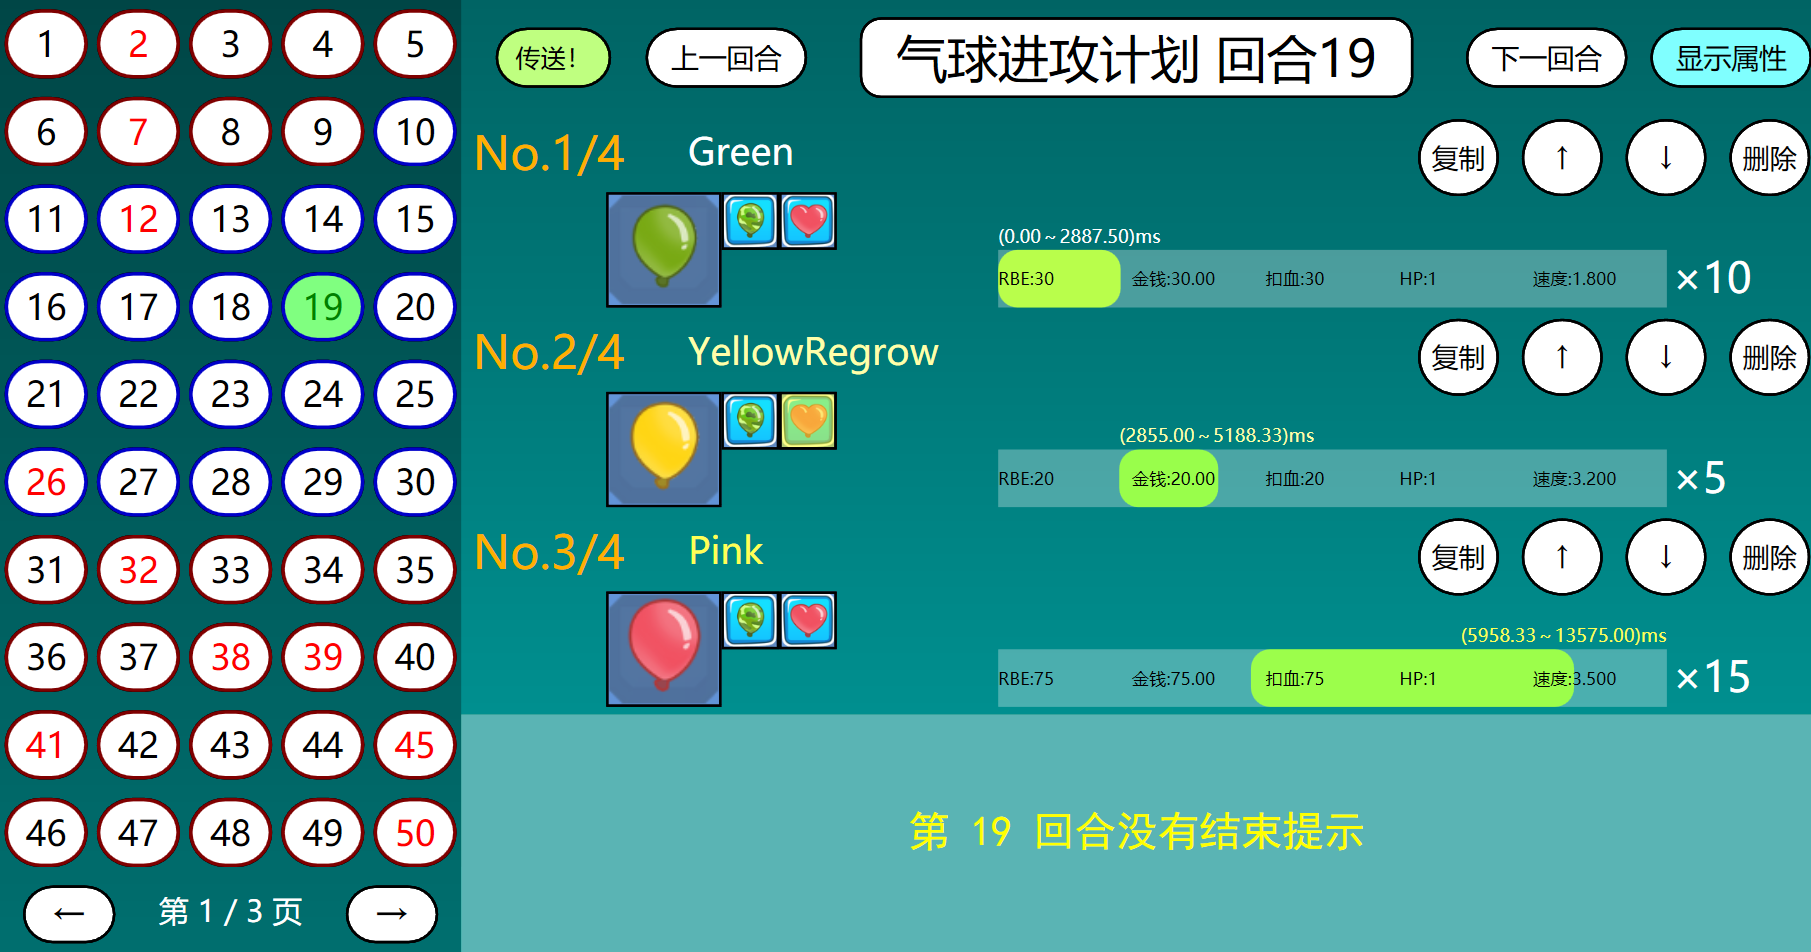 1 2 3 4 5
6 7 8 9 10
11 12 13 14 15
16 17 18 19 20
21 22 23 24 25
26 27 28 29 30
31 32 33 34 35
36 37 38 39 40
41 42 43 44 45
46 47 48 49 50
← 第 1 / 3 页 →
传送! 上一回合 气球进攻计划 回合19 下一回合 显示属性
No.1/4 Green 复制 ↑ ↓ 删除
(0.00～2887.50)ms
RBE:30 金钱:30.00 扣血:30 HP:1 速度:1.800 ×10
No.2/4 YellowRegrow 复制 ↑ ↓ 删除
(2855.00～5188.33)ms
RBE:20 金钱:20.00 扣血:20 HP:1 速度:3.200 ×5
No.3/4 Pink 复制 ↑ ↓ 删除
(5958.33～13575.00)ms
RBE:75 金钱:75.00 扣血:75 HP:1 速度:3.500 ×15
第 19 回合没有结束提示